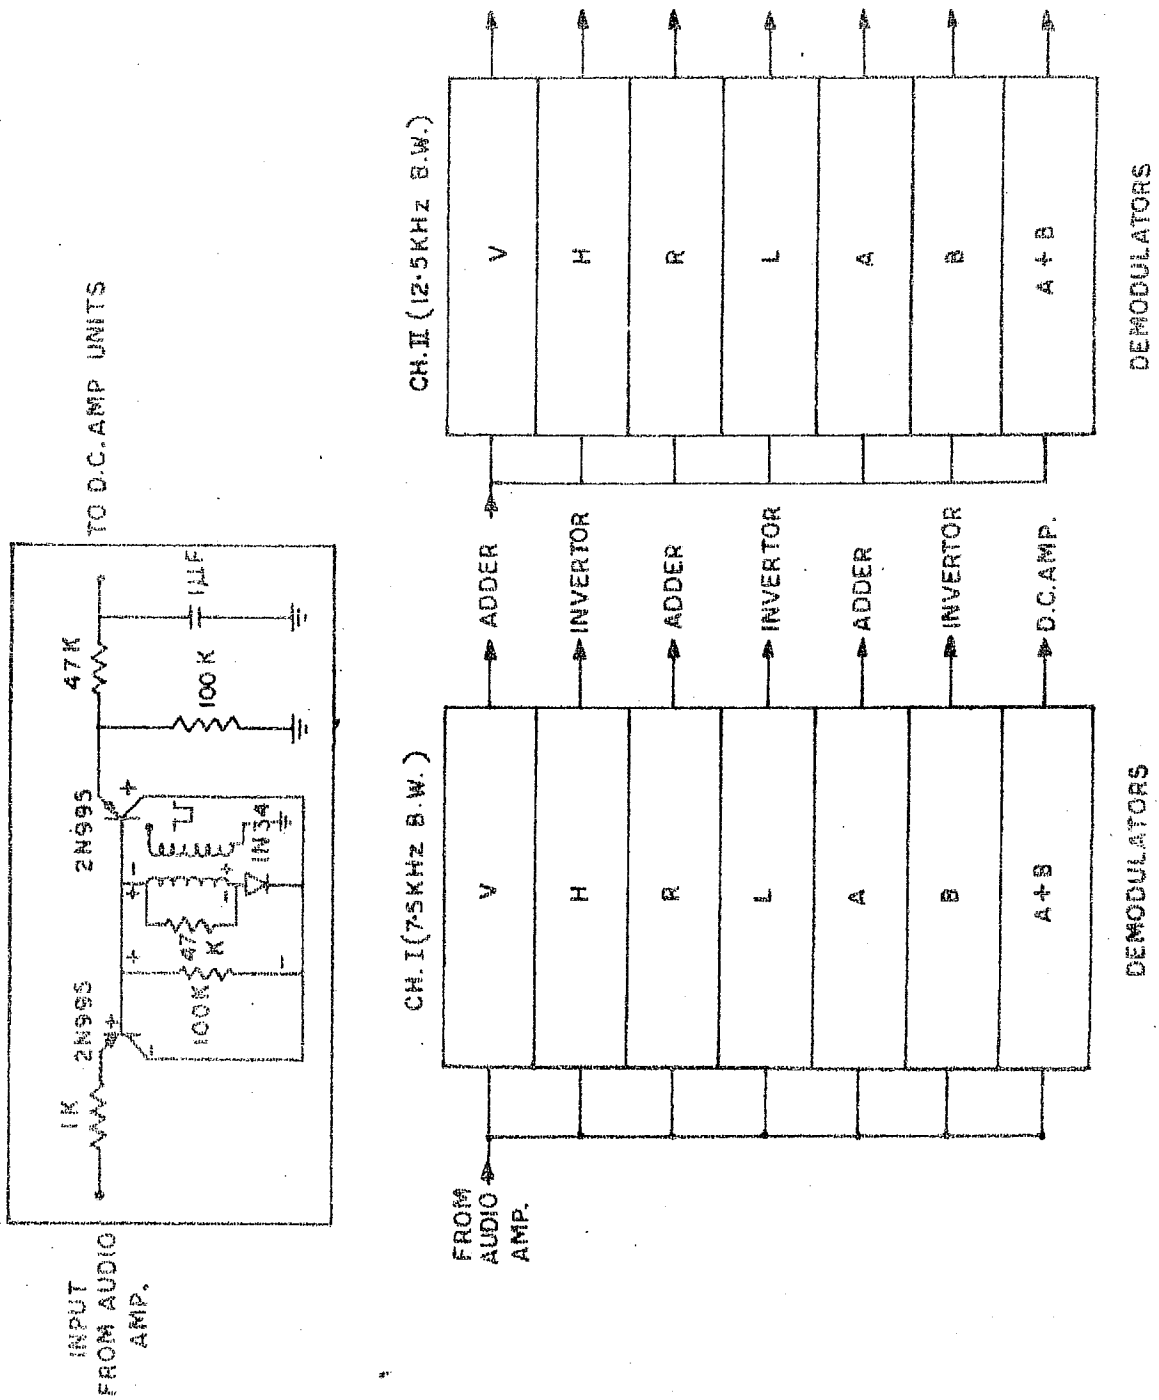 INPUT
FROM AUDIO
AMP.
1K
2N995
+
-
+
100K
-
47
K
+
-
-
+
1N34
2N995
+
47K
100K
1µF
TO D.C. AMP UNITS
CH. I (7.5KHz B.W.)
FROM
AUDIO
AMP.
V
H
R
L
A
B
A+B
ADDER
INVERTOR
ADDER
INVERTOR
ADDER
INVERTOR
D.C. AMP.
DEMODULATORS
CH. II (12.5KHz B.W.)
V
H
R
L
A
B
A+B
DEMODULATORS